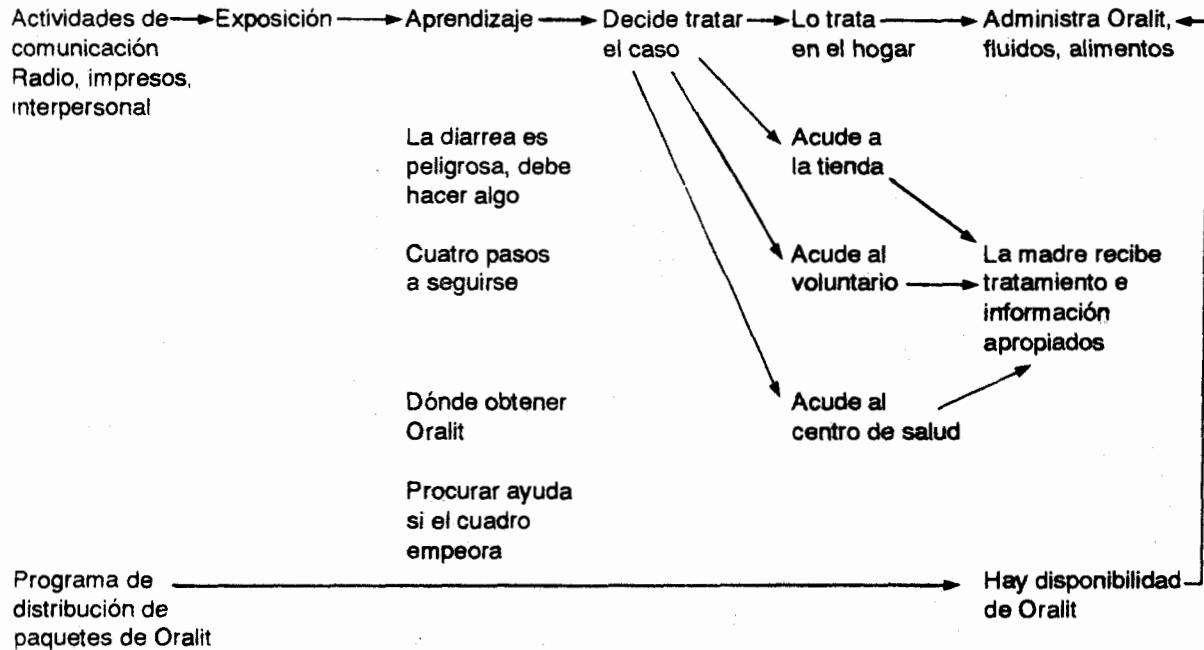 Actividades de
comunicación
Radio, impresos,
interpersonal
Exposición
Aprendizaje
Decide tratar
el caso
Lo trata
en el hogar
Administra Oralit,
fluidos, alimentos
La diarrea es
peligrosa, debe
hacer algo
Acude a
la tienda
Cuatro pasos
a seguirse
Acude al
voluntario
La madre recibe
tratamiento e
información
apropiados
Dónde obtener
Oralit
Acude al
centro de salud
Procurar ayuda
si el cuadro
empeora
Programa de
distribución de
paquetes de Oralit
Hay disponibilidad
de Oralit